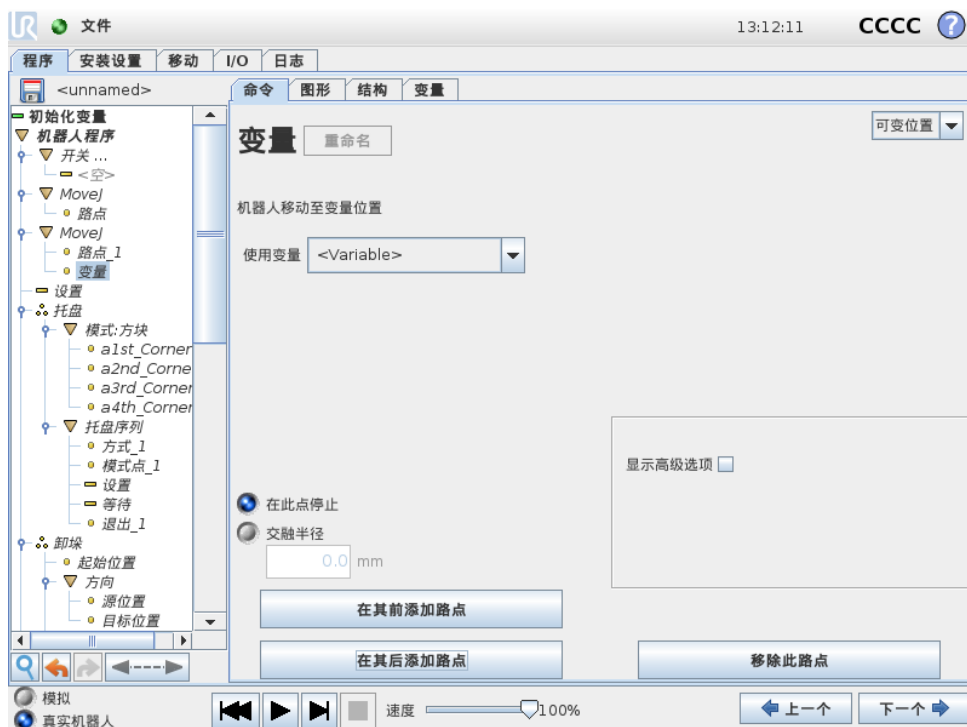 UR 文件 13:12:11 CCCC ?
程序 安装设置 移动 I/O 日志
<unnamed>
命令 图形 结构 变量
初始化变量
机器人程序
开关 ...
<空>
MoveJ
路点
MoveJ
路点_1
变量
设置
托盘
模式:方块
a1st_Corner
a2nd_Corne
a3rd_Corner
a4th_Corner
托盘序列
方式_1
模式点_1
设置
等待
退出_1
卸垛
起始位置
方向
源位置
目标位置
变量 重命名
可变位置
机器人移动至变量位置
使用变量 <Variable>
显示高级选项
在此点停止
交融半径
0.0 mm
在其前添加路点
在其后添加路点 移除此路点
模拟
真实机器人
速度 100%
上一个 下一个